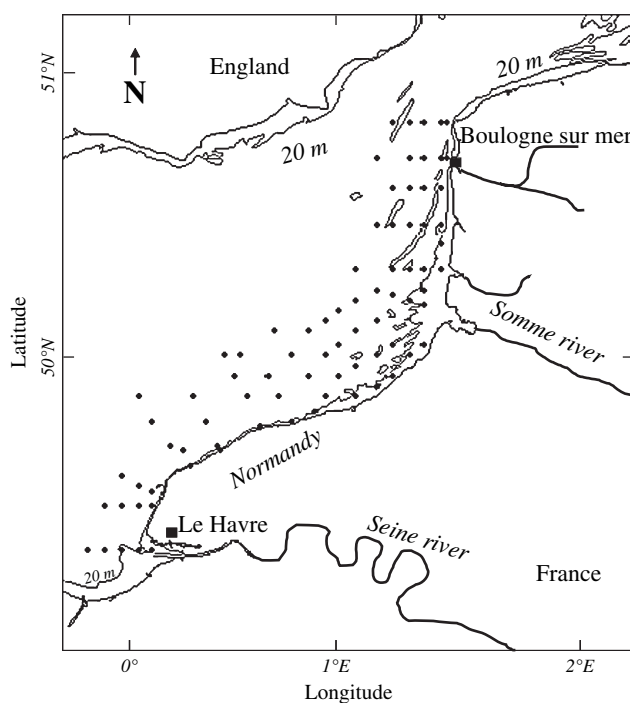 51°N
England
N
20 m
20 m
Boulogne sur mer
Latitude
50°N
Somme river
Normandy
Le Havre
Seine river
20 m
France
0°
1°E
2°E
Longitude